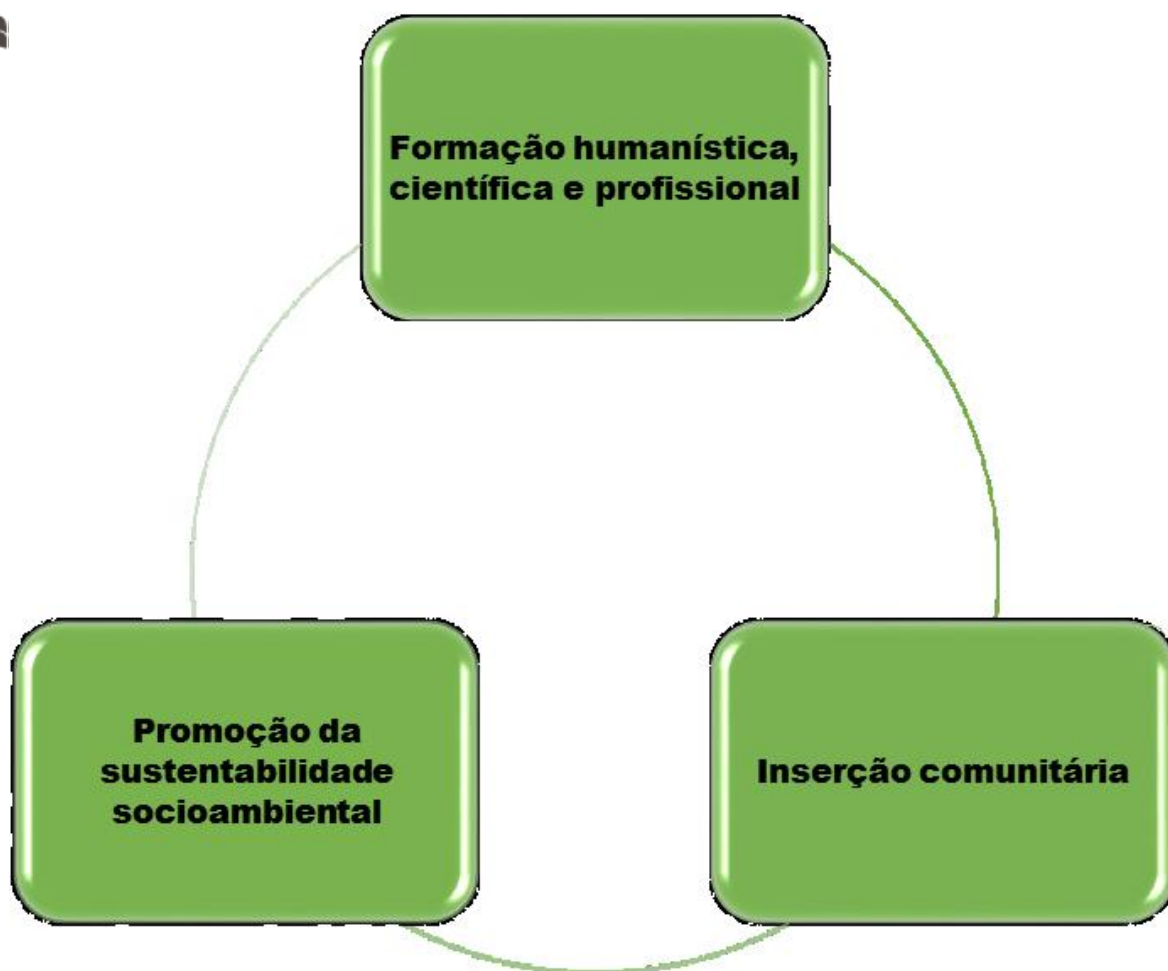 Formação humanística,
científica e profissional
Promoção da
sustentabilidade
socioambiental
Inserção comunitária